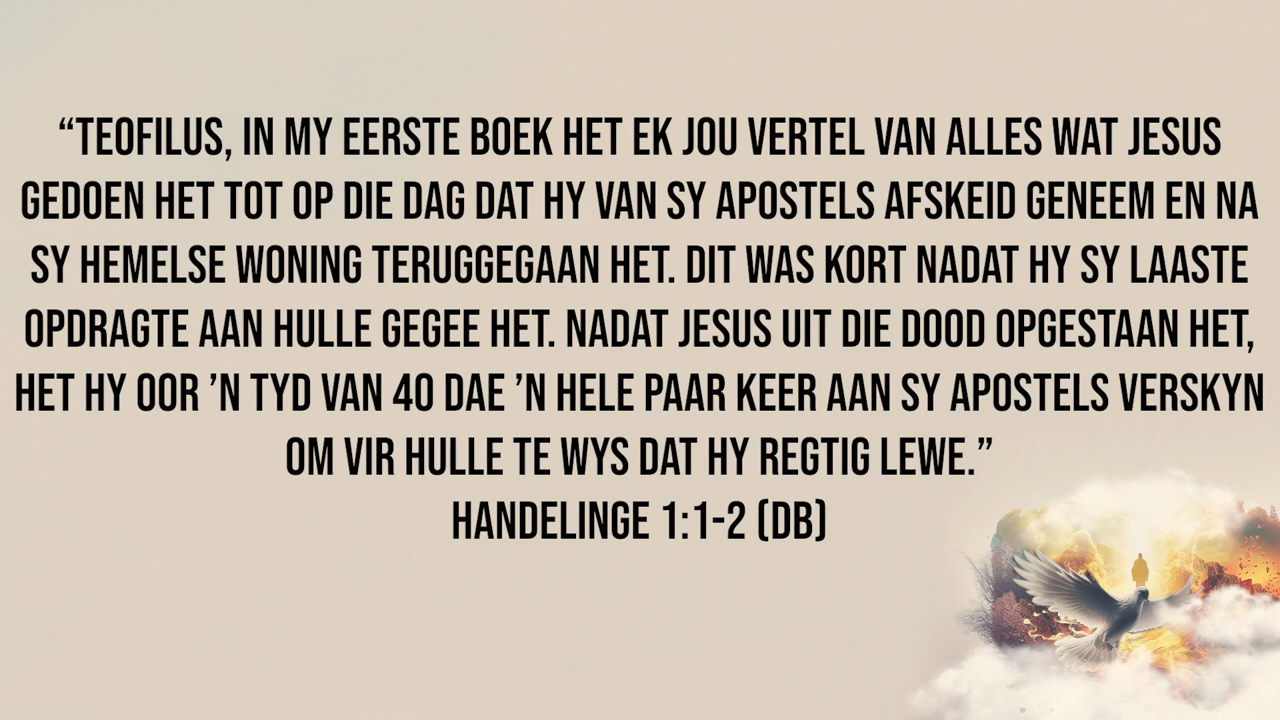 “TEOFILUS, IN MY EERSTE BOEK HET EK JOU VERTEL VAN ALLES WAT JESUS
GEDOEN HET TOT OP DIE DAG DAT HY VAN SY APOSTELS AFSKEID GENEEM EN NA
SY HEMELSE WONING TERUGGEGAAN HET. DIT WAS KORT NADAT HY SY LAASTE
OPDRAGTE AAN HULLE GEGEE HET. NADAT JESUS UIT DIE DOOD OPGESTAAN HET,
HET HY OOR ’N TYD VAN 40 DAE ’N HELE PAAR KEER AAN SY APOSTELS VERSKYN
OM VIR HULLE TE WYS DAT HY REGTIG LEWE.”
HANDELINGE 1:1-2 (DB)